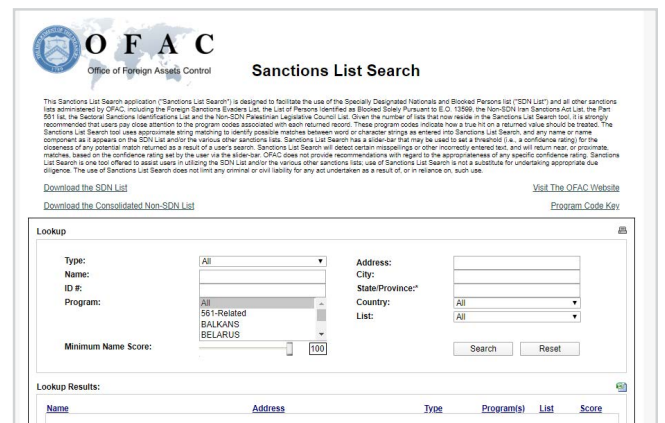 OFAC
Office of Foreign Assets Control
Sanctions List Search
This Sanctions List Search application ("Sanctions List Search") is designed to facilitate the use of the Specially Designated Nationals and Blocked Persons list ("SDN List") and all other sanctions
lists administered by OFAC, including the Foreign Sanctions Evaders List, the List of Persons Identified as Blocked Solely Pursuant to E.O. 13599, the Non-SDN Iran Sanctions Act List, the Part
561 list, the Sectoral Sanctions Identifications List and the Non-SDN Palestinian Legislative Council List. Given the number of lists that now reside in the Sanctions List Search tool, it is strongly
recommended that users pay close attention to the program codes associated with each returned record. These program codes indicate how a true hit on a returned value should be treated. The
Sanctions List Search tool uses approximate string matching to identify possible matches between word or character strings as entered into Sanctions List Search, and any name or name
component as it appears on the SDN List and/or the various other sanctions lists. Sanctions List Search has a slider-bar that may be used to set a threshold (i.e., a confidence rating) for the
closeness of any potential match returned as a result of a user's search. Sanctions List Search will detect certain misspellings or other incorrectly entered text, and will return near, or proximate,
matches, based on the confidence rating set by the user via the slider-bar. OFAC does not provide recommendations with regard to the appropriateness of any specific confidence rating. Sanctions
List Search is one tool offered to assist users in utilizing the SDN List and/or the various other sanctions lists; use of Sanctions List Search is not a substitute for undertaking appropriate due
diligence. The use of Sanctions List Search does not limit any criminal or civil liability for any act undertaken as a result of, or in reliance on, such use.
Download the SDN List
Visit The OFAC Website
Download the Consolidated Non-SDN List
Program Code Key
Lookup
Type: All
Address:
Name:
City:
ID #:
State/Province:*
Program: All
Country: All
561-Related
List: All
BALKANS
BELARUS
Minimum Name Score: 100
Search Reset
Lookup Results:
Name Address Type Program(s) List Score